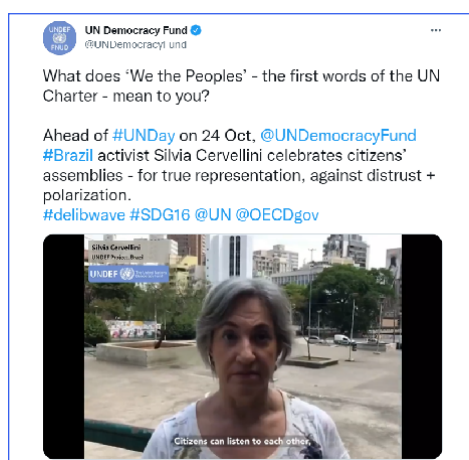 UNDEF
FNUD
UN Democracy Fund
@UNDemocracyFund
...
What does ‘We the Peoples’ - the first words of the UN
Charter - mean to you?
Ahead of #UNDay on 24 Oct, @UNDemocracyFund
#Brazil activist Silvia Cervellini celebrates citizens’
assemblies - for true representation, against distrust +
polarization.
#delibwave #SDG16 @UN @OECDgov
Silvia Cervellini
UNDEF Project, Brazil
UNDEF
Citizens can listen to each other,